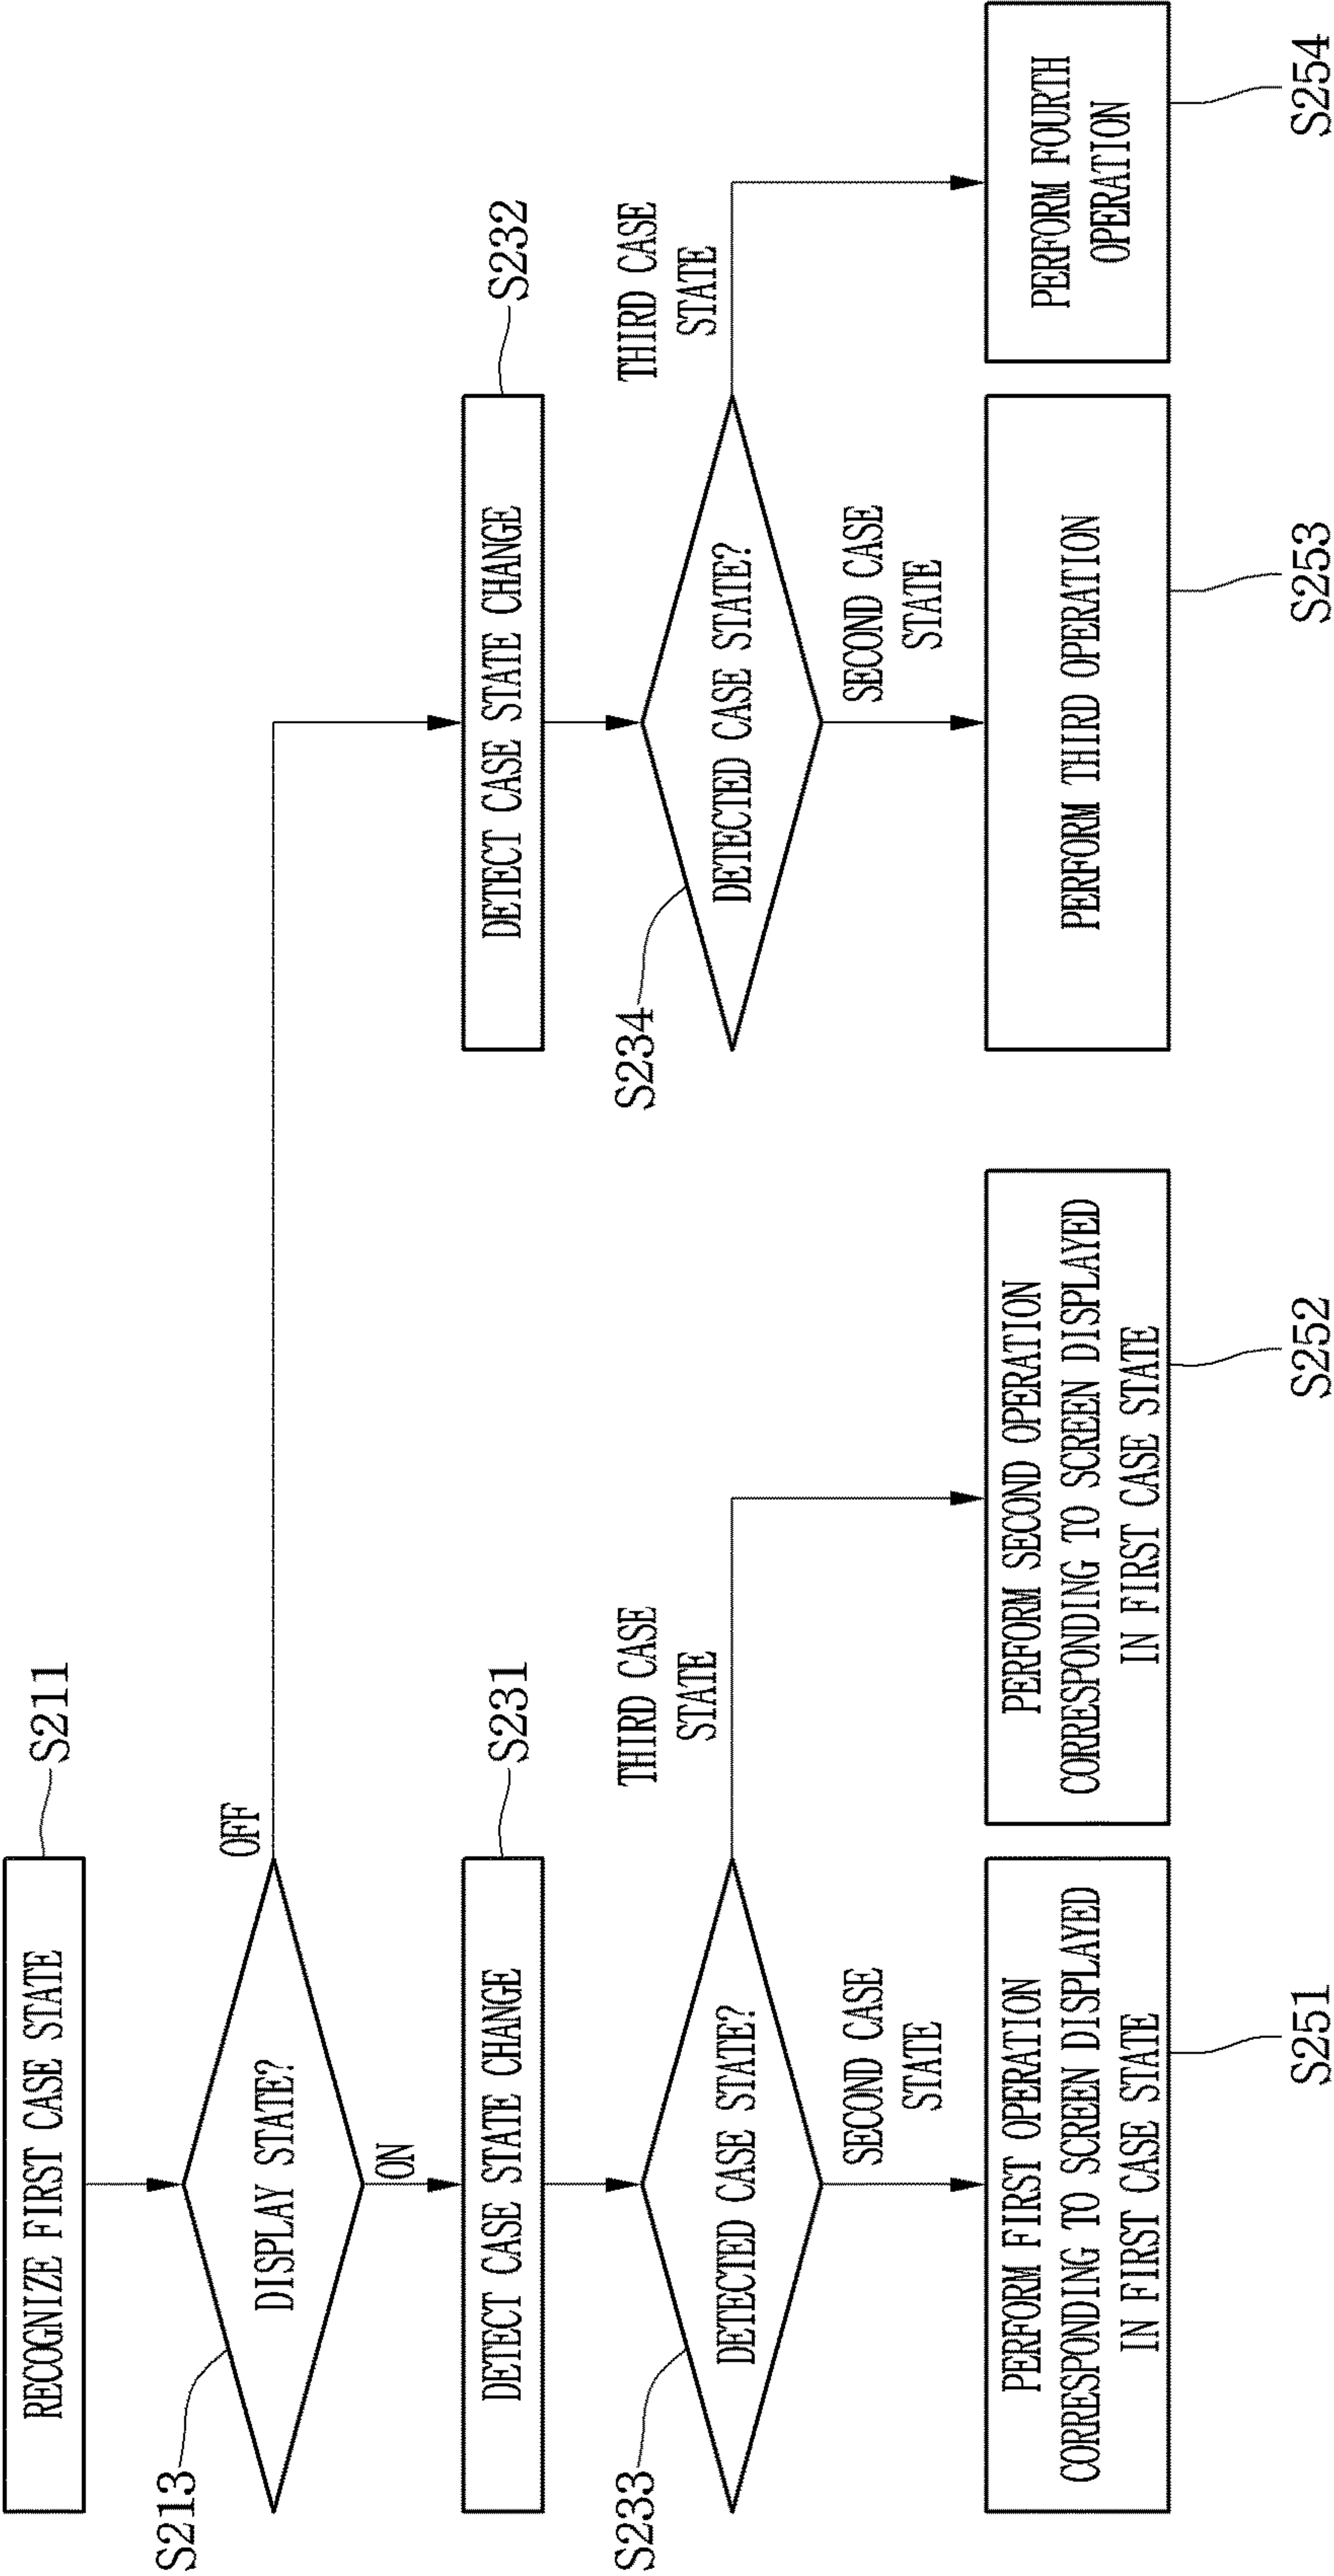 RECOGNIZE FIRST CASE STATE
S211
S213
DISPLAY STATE?
OFF
ON
DETECT CASE STATE CHANGE
S231
DETECT CASE STATE CHANGE
S232
S233
DETECTED CASE STATE?
THIRD CASE
STATE
SECOND CASE
STATE
S234
DETECTED CASE STATE?
THIRD CASE
STATE
SECOND CASE
STATE
PERFORM FIRST OPERATION
CORRESPONDING TO SCREEN DISPLAYED
IN FIRST CASE STATE
S251
PERFORM SECOND OPERATION
CORRESPONDING TO SCREEN DISPLAYED
IN FIRST CASE STATE
S252
PERFORM THIRD OPERATION
S253
PERFORM FOURTH
OPERATION
S254